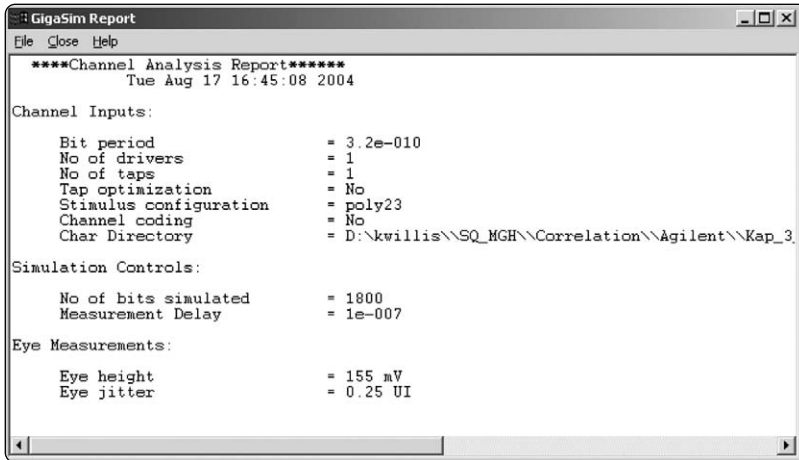 GigaSim Report
File Close Help
****Channel Analysis Report******
Tue Aug 17 16:45:08 2004
Channel Inputs:
Bit period = 3.2e-010
No of drivers = 1
No of taps = 1
Tap optimization = No
Stimulus configuration = poly23
Channel coding = No
Char Directory = D:\kwillis\\SQ_MGH\\Correlation\\Agilent\\Kap_3_
Simulation Controls:
No of bits simulated = 1800
Measurement Delay = 1e-007
Eye Measurements:
Eye height = 155 mV
Eye jitter = 0.25 UI